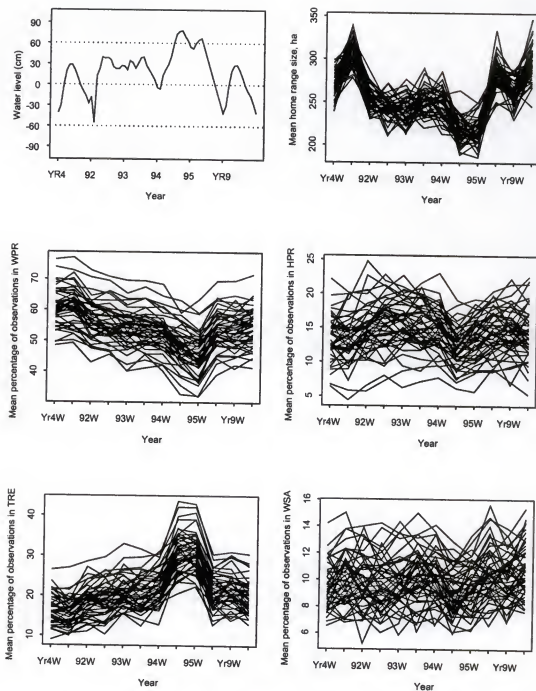 Water level (cm)
90
60
30
0
-30
-60
-90
YR4 92 93 94 95 YR9
Year
Mean home range size, ha
350
300
250
200
Yr4W 92W 93W 94W 95W Yr9W
Year
Mean percentage of observations in WPR
70
60
50
40
Yr4W 92W 93W 94W 95W Yr9W
Year
Mean percentage of observations in HPR
25
20
15
10
5
Yr4W 92W 93W 94W 95W Yr9W
Year
Mean percentage of observations in TRE
40
30
20
10
Yr4W 92W 93W 94W 95W Yr9W
Year
Mean percentage of observations in WSA
16
14
12
10
8
6
Yr4W 92W 93W 94W 95W Yr9W
Year